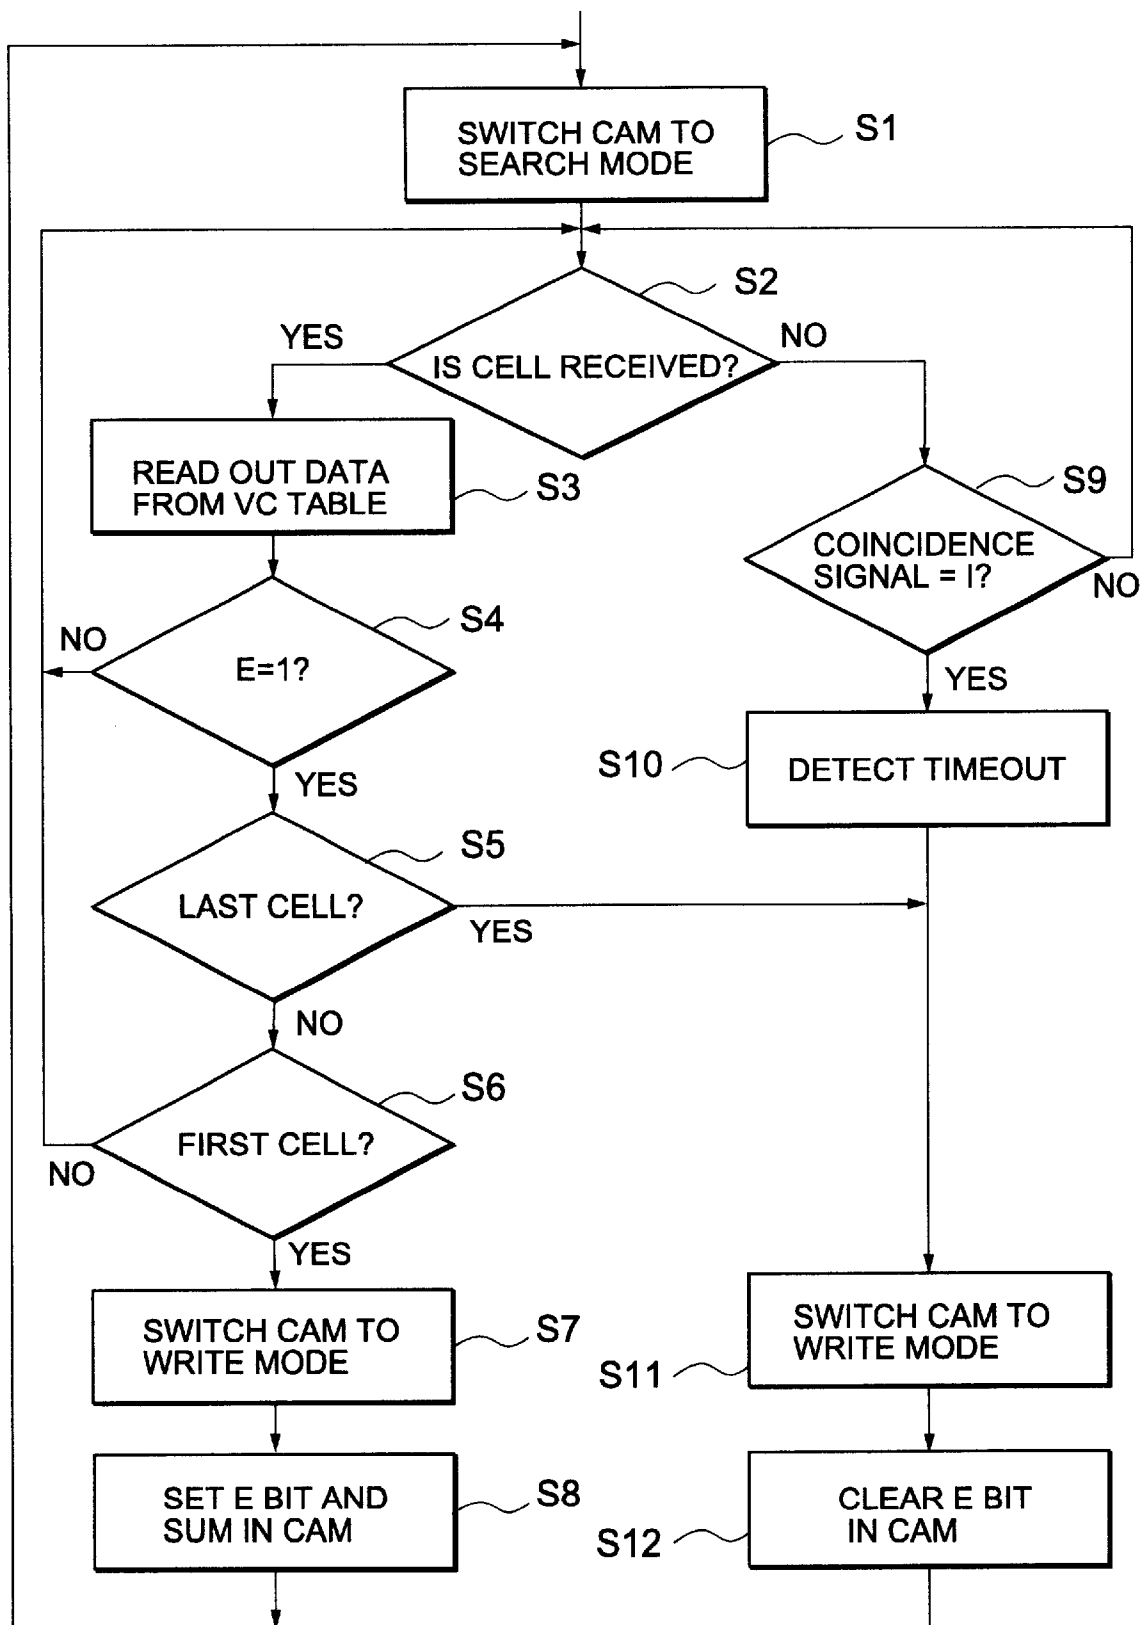 SWITCH CAM TO
SEARCH MODE
S1
S2
YES
NO
IS CELL RECEIVED?
READ OUT DATA
FROM VC TABLE
S3
S9
COINCIDENCE
SIGNAL = I?
NO
S4
NO
E=1?
YES
YES
S10
DETECT TIMEOUT
S5
LAST CELL?
YES
NO
S6
FIRST CELL?
NO
YES
SWITCH CAM TO
WRITE MODE
S7
SWITCH CAM TO
WRITE MODE
S11
SET E BIT AND
SUM IN CAM
S8
CLEAR E BIT
IN CAM
S12